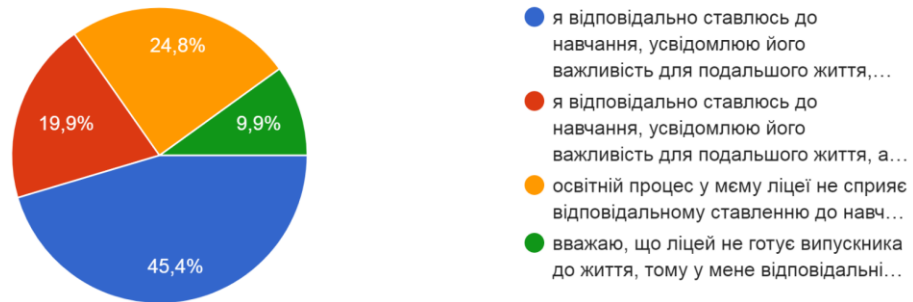 24,8%
19,9%
9,9%
45,4%
я відповідально ставлюсь до
навчання, усвідомлюю його
важливість для подальшого життя,…
я відповідально ставлюсь до
навчання, усвідомлюю його
важливість для подальшого життя, а…
освітній процес у мєму ліцеї не сприяє
відповідальному ставленню до навч…
вважаю, що ліцей не готує випускника
до життя, тому у мене відповідальні…